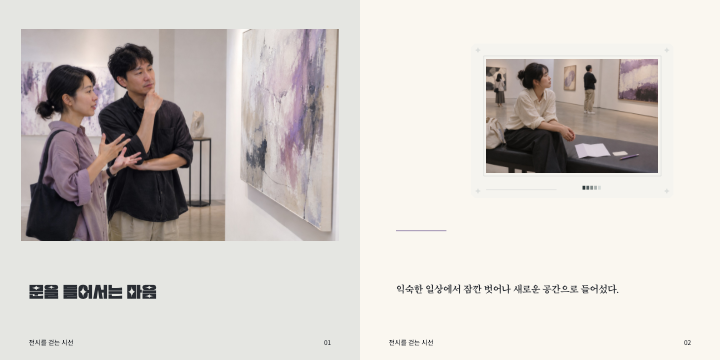 문을 들어서는 마음
전시를 걷는 시선
01
익숙한 일상에서 잠깐 벗어나 새로운 공간으로 들어섰다.
전시를 걷는 시선
02